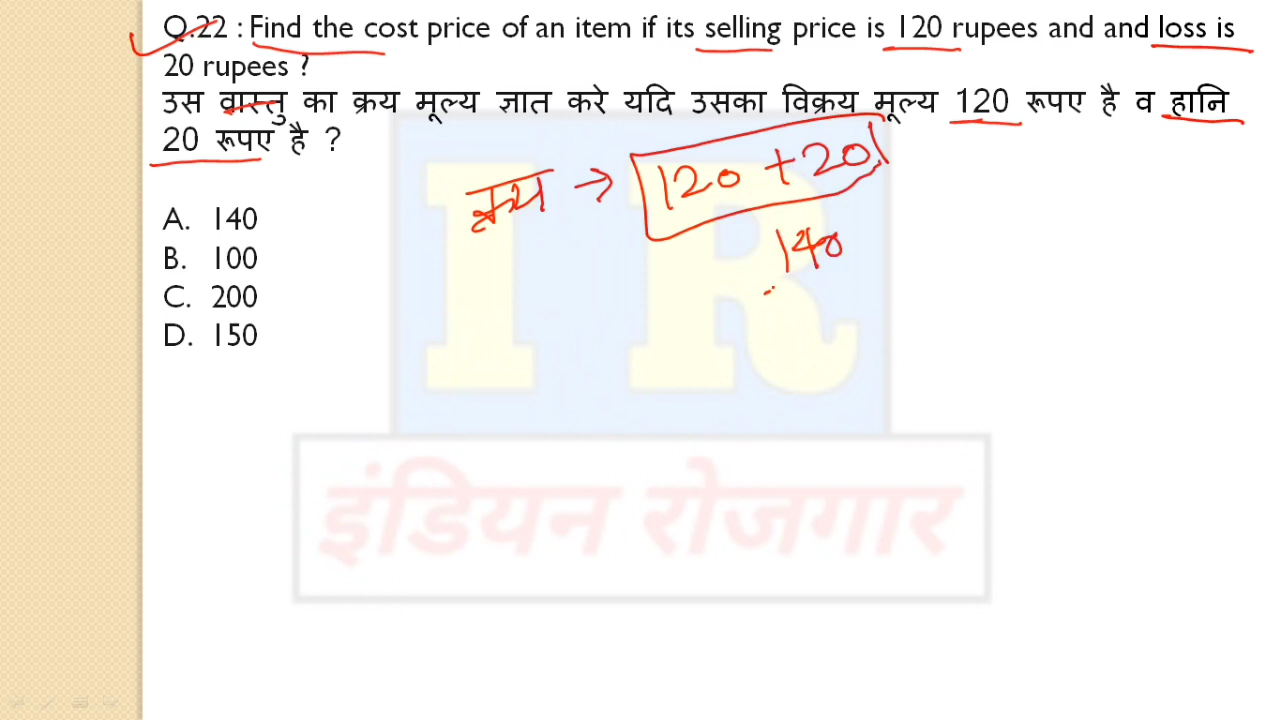 Q.22 : Find the cost price of an item if its selling price is 120 rupees and and loss is
20 rupees ?
उस वास्तु का क्रय मूल्य ज्ञात करे यदि उसका विक्रय मूल्य 120 रूपए है व हानि
20 रूपए है ?
क्रय → 120 + 20
140
A. 140
B. 100
C. 200
D. 150
IR
इंडियन रोजगार